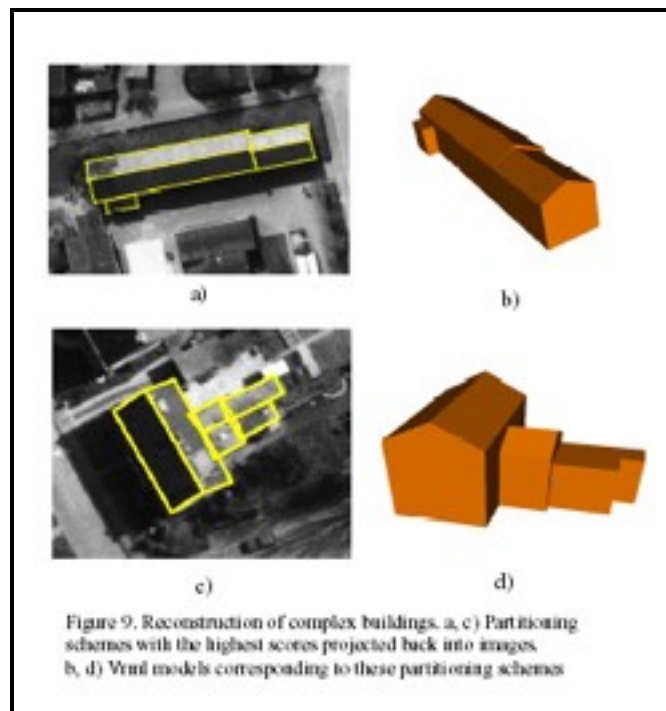 a)
b)
c)
d)
Figure 9. Reconstruction of complex buildings. a, c) Partitioning
schemes with the highest scores projected back into images.
b, d) Vrml models corresponding to these partitioning schemes